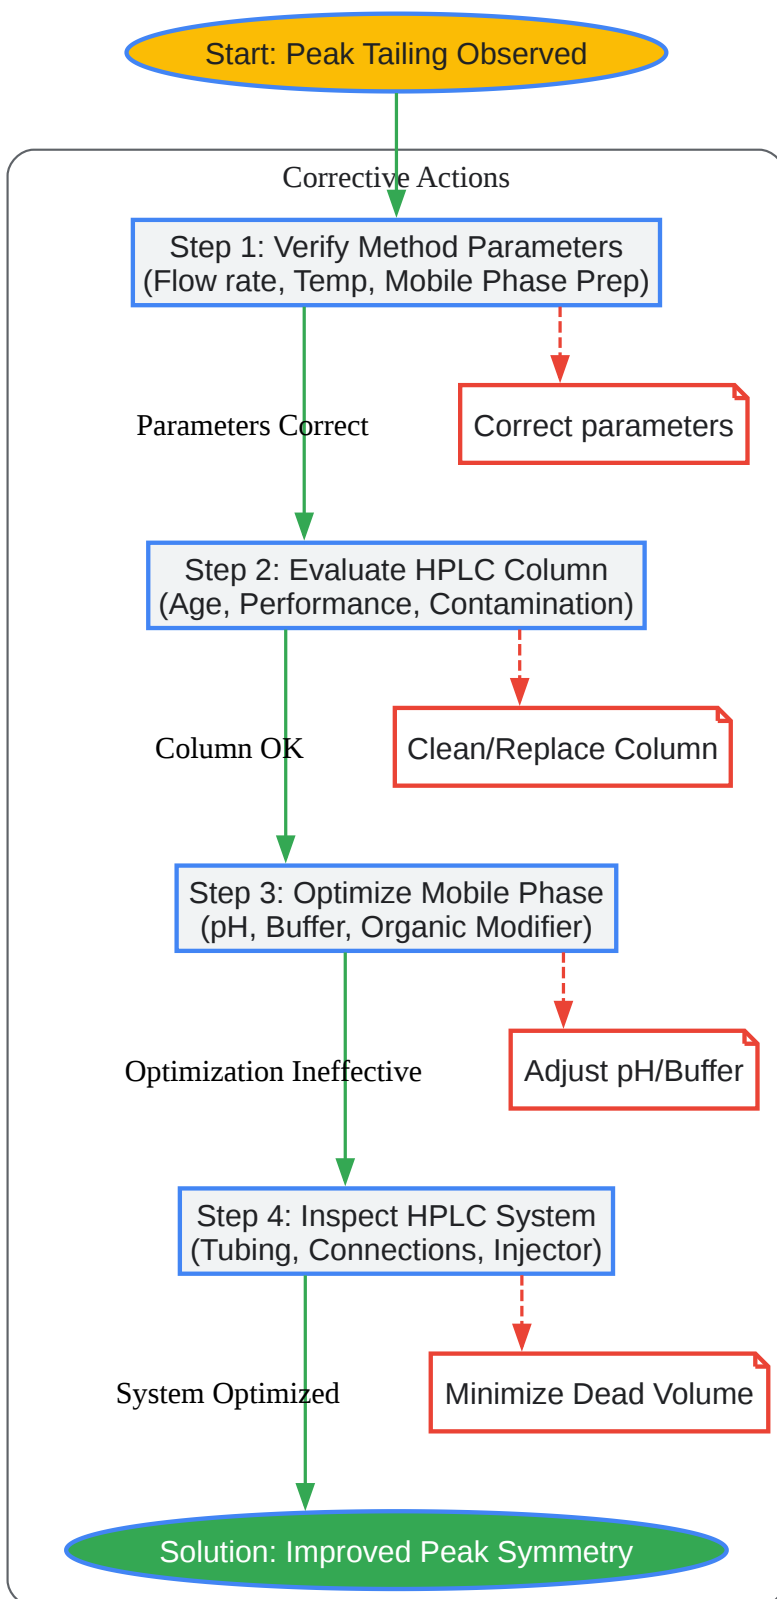 Start: Peak Tailing Observed
Corrective Actions
Step 1: Verify Method Parameters
(Flow rate, Temp, Mobile Phase Prep)
Parameters Correct
Correct parameters
Step 2: Evaluate HPLC Column
(Age, Performance, Contamination)
Column OK
Clean/Replace Column
Step 3: Optimize Mobile Phase
(pH, Buffer, Organic Modifier)
Optimization Ineffective
Adjust pH/Buffer
Step 4: Inspect HPLC System
(Tubing, Connections, Injector)
System Optimized
Minimize Dead Volume
Solution: Improved Peak Symmetry